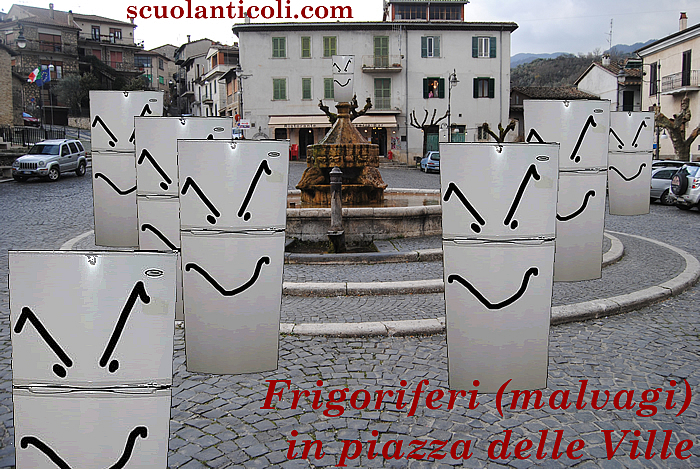 scuolanticoli.com
Frigoriferi (malvagi)
in piazza delle Ville